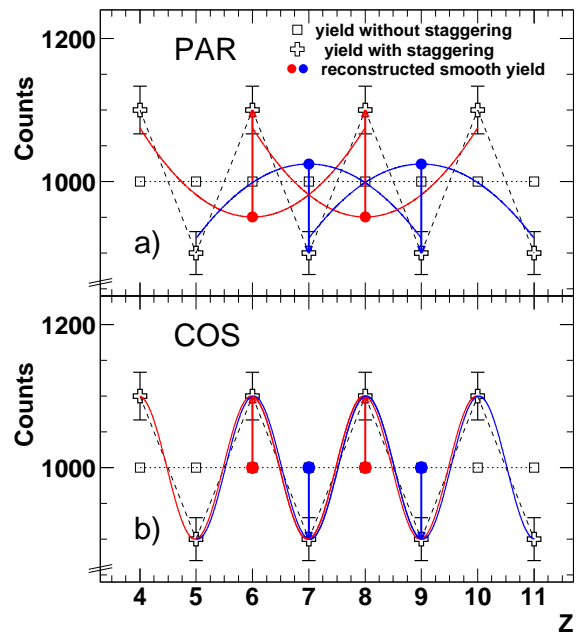 1200
PAR
yield without staggering
yield with staggering
reconstructed smooth yield
Counts
1000
a)
1200
COS
Counts
1000
b)
4 5 6 7 8 9 10 11
Z